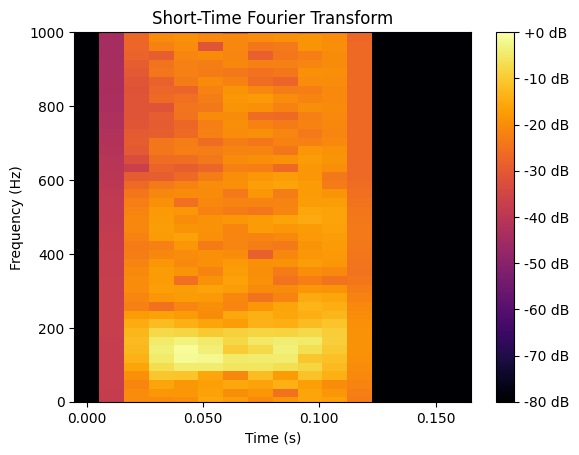 Short-Time Fourier Transform
1000
800
600
400
200
0
Frequency (Hz)
0.000
0.050
0.100
0.150
Time (s)
+0 dB
-10 dB
-20 dB
-30 dB
-40 dB
-50 dB
-60 dB
-70 dB
-80 dB